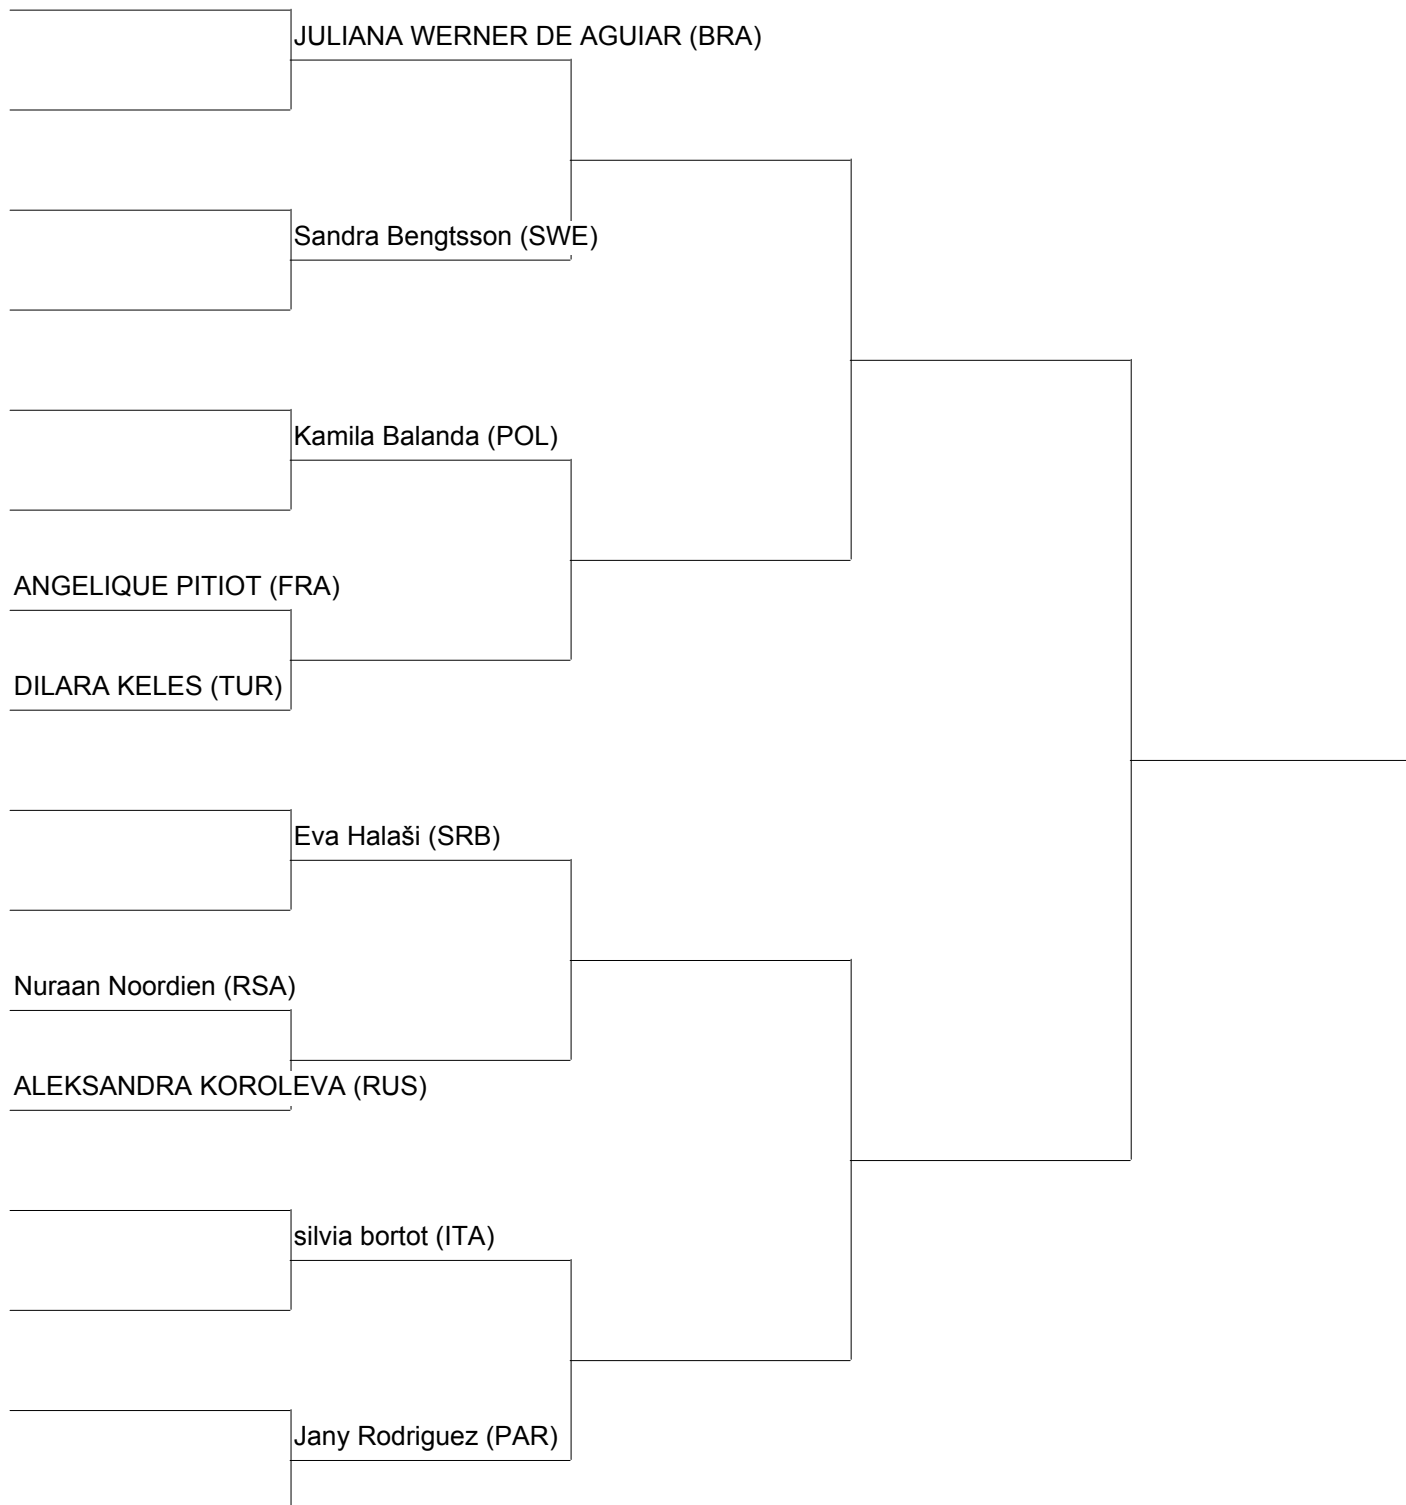 JULIANA WERNER DE AGUIAR (BRA)
Sandra Bengtsson (SWE)
Kamila Balanda (POL)
ANGELIQUE PITIOT (FRA)
DILARA KELES (TUR)
Eva Halaši (SRB)
Nuraan Noordien (RSA)
ALEKSANDRA KOROLEVA (RUS)
silvia bortot (ITA)
Jany Rodriguez (PAR)